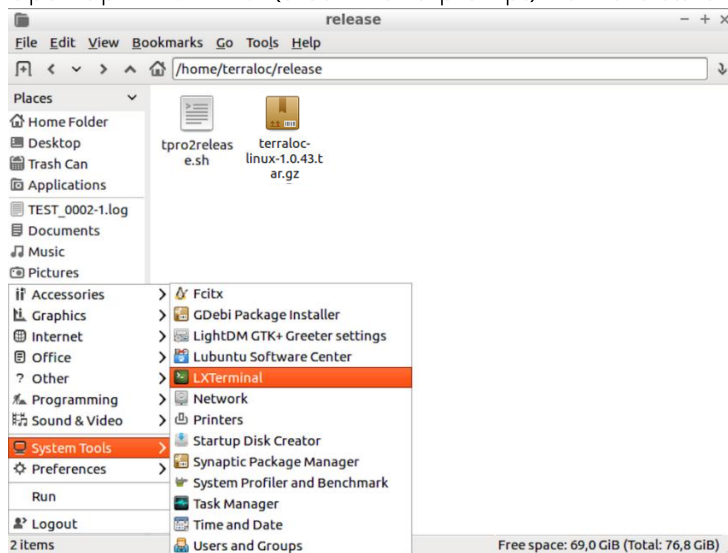 release
File Edit View Bookmarks Go Tools Help
/home/terraloc/release
Places
Home Folder
Desktop
Trash Can
Applications
TEST_0002-1.log
Documents
Music
Pictures
tpro2releas
e.sh
terraloc-
linux-1.0.43.t
ar.gz
Accessories
Graphics
Internet
Office
? Other
Programming
Sound & Video
System Tools
Preferences
Run
Logout
Fcitx
GDebi Package Installer
LightDM GTK+ Greeter settings
Lubuntu Software Center
LXTerminal
Network
Printers
Startup Disk Creator
Synaptic Package Manager
System Profiler and Benchmark
Task Manager
Time and Date
Users and Groups
2 items
Free space: 69,0 GiB (Total: 76,8 GiB)